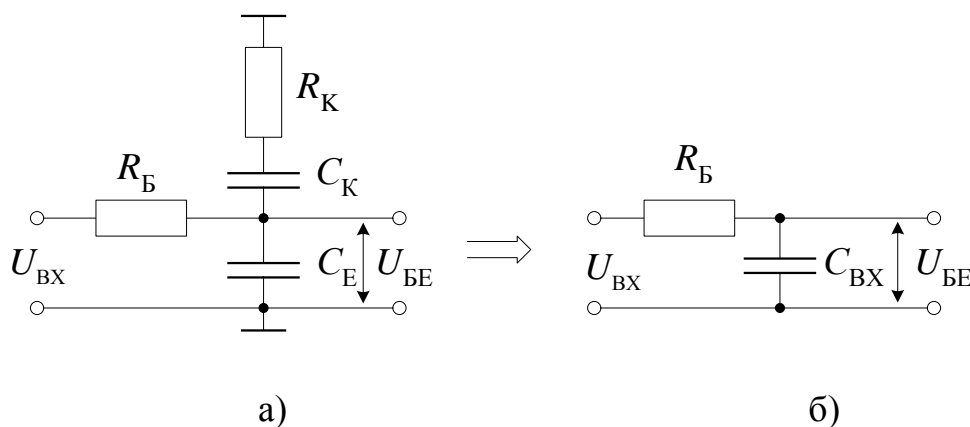 R_К
C_К
R_Б
U_ВХ
C_Е
U_БЕ
R_Б
U_ВХ
C_ВХ
U_БЕ
а)
б)